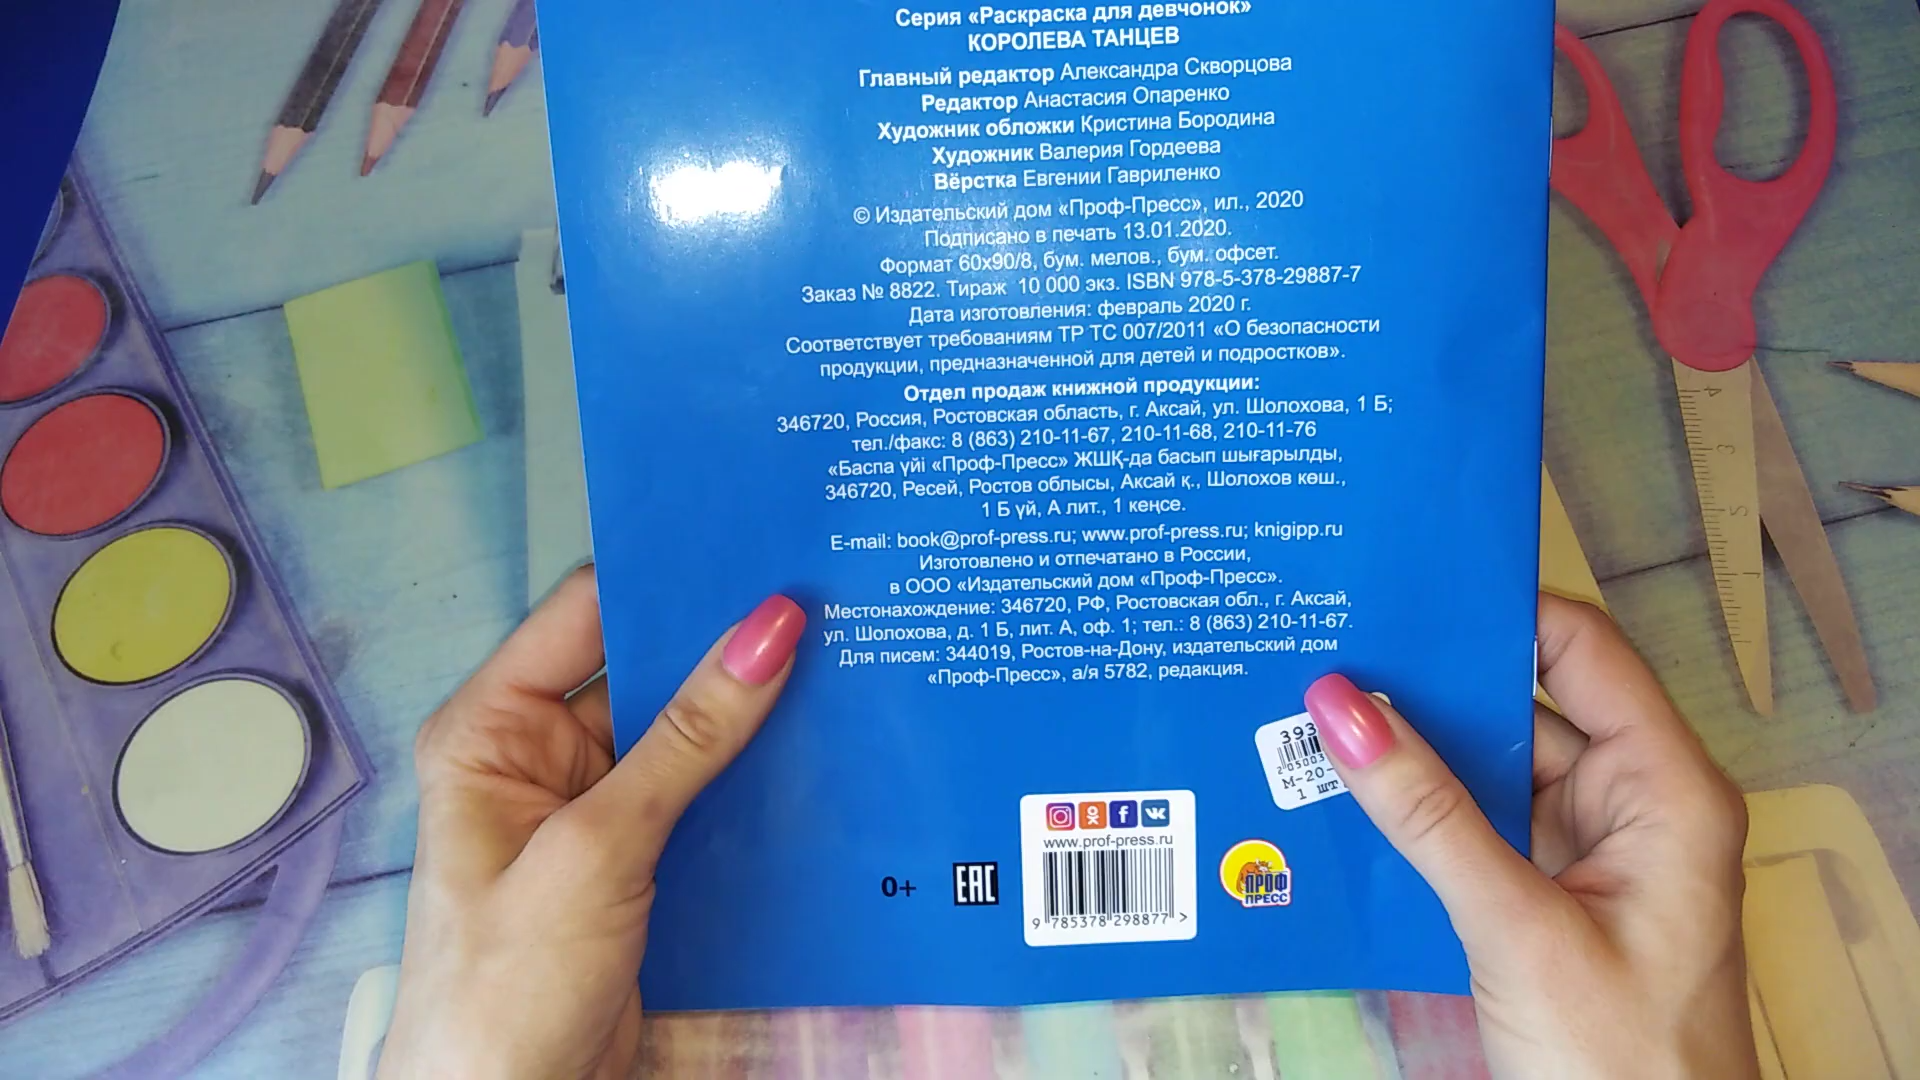 Серия «Раскраска для девчонок»
КОРОЛЕВА ТАНЦЕВ
Главный редактор Александра Скворцова
Редактор Анастасия Опаренко
Художник обложки Кристина Бородина
Художник Валерия Гордеева
Вёрстка Евгении Гавриленко
© Издательский дом «Проф-Пресс», ил., 2020
Подписано в печать 13.01.2020.
Формат 60х90/8, бум. мелов., бум. офсет.
Заказ № 8822. Тираж 10 000 экз. ISBN 978-5-378-29887-7
Дата изготовления: февраль 2020 г.
Соответствует требованиям ТР ТС 007/2011 «О безопасности
продукции, предназначенной для детей и подростков».
Отдел продаж книжной продукции:
346720, Россия, Ростовская область, г. Аксай, ул. Шолохова, 1 Б;
тел./факс: 8 (863) 210-11-67, 210-11-68, 210-11-76
«Баспа үйі «Проф-Пресс» ЖШҚ-да басып шығарылды,
346720, Ресей, Ростов облысы, Аксай қ., Шолохов көш.,
1 Б үй, А лит., 1 кеңсе.
E-mail: book@prof-press.ru; www.prof-press.ru; knigipp.ru
Изготовлено и отпечатано в России,
в ООО «Издательский дом «Проф-Пресс».
Местонахождение: 346720, РФ, Ростовская обл., г. Аксай,
ул. Шолохова, д. 1 Б, лит. А, оф. 1; тел.: 8 (863) 210-11-67.
Для писем: 344019, Ростов-на-Дону, издательский дом
«Проф-Пресс», а/я 5782, редакция.
393
205003
М-20-
1 шт
www.prof-press.ru
9 785378 298877 >
0+
EAC
ПРОФ
ПРЕСС
4
3
2
1